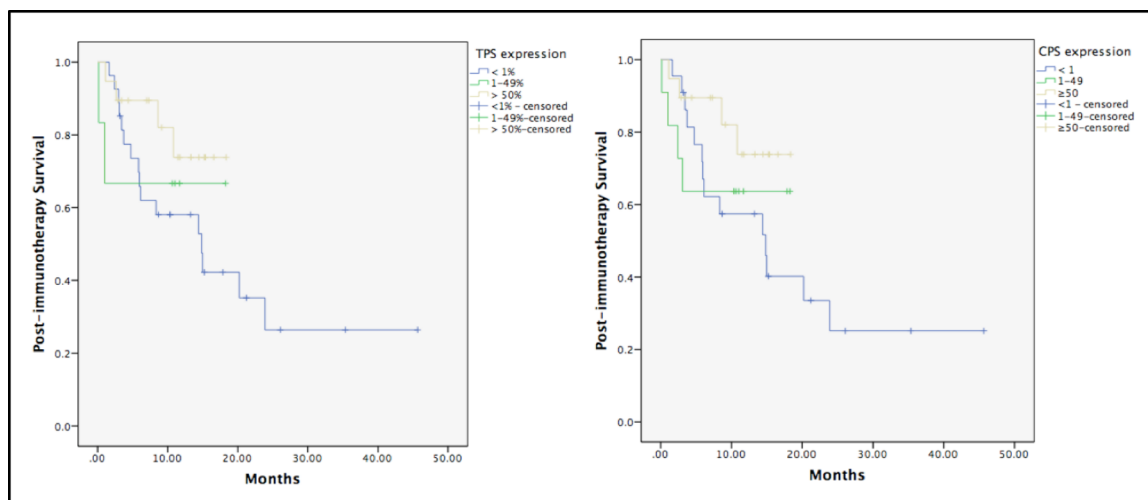 TPS expression
< 1%
1-49%
> 50%
<1% - censored
1-49%-censored
> 50%-censored
1.0
0.8
0.6
0.4
0.2
0.0
Post-immunotherapy Survival
.00 10.00 20.00 30.00 40.00 50.00
Months
CPS expression
< 1
1-49
≥50
<1 - censored
1-49-censored
≥50-censored
1.0
0.8
0.6
0.4
0.2
0.0
Post-immunotherapy Survival
.00 10.00 20.00 30.00 40.00 50.00
Months